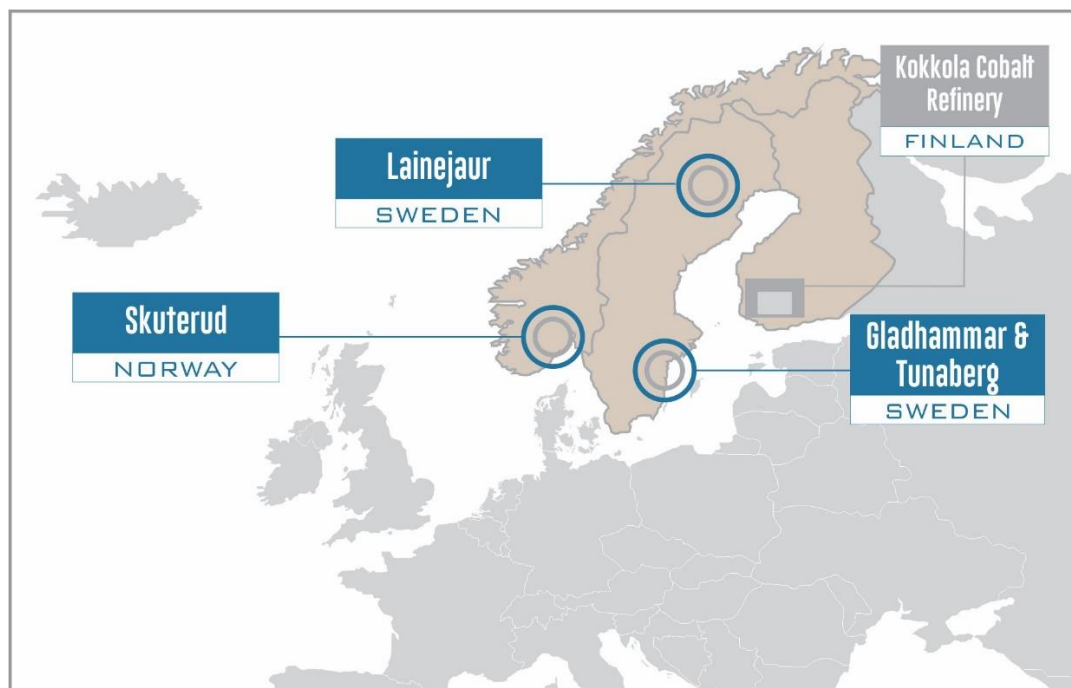 Kokkola Cobalt
Refinery
FINLAND
Lainejaur
SWEDEN
Skuterud
NORWAY
Gladhammar &
Tunaberg
SWEDEN